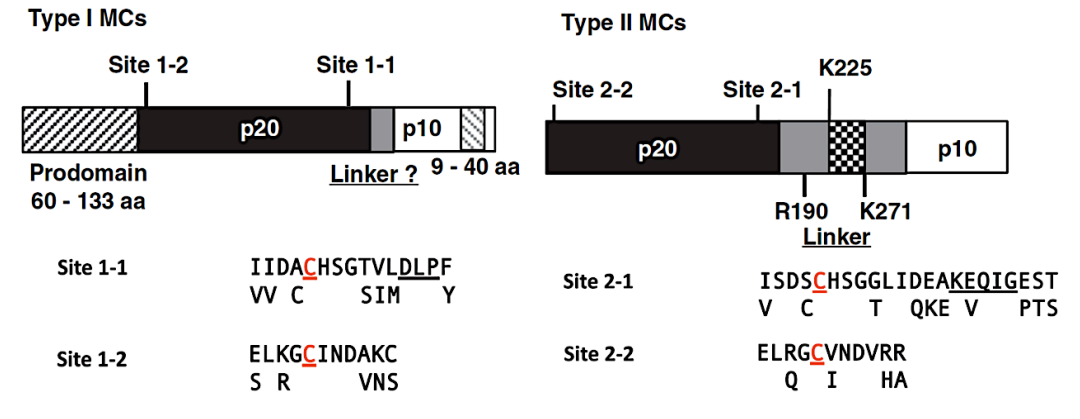 Type I MCs
Site 1-2
Site 1-1
p20
p10
Prodomain
60 - 133 aa
Linker ?
9 - 40 aa
Site 1-1
IIDACHSGTVLDLPF
VV C SIM Y
Site 1-2
ELKGCINDAKC
S R VNS
Type II MCs
K225
Site 2-2
Site 2-1
p20
p10
R190
K271
Linker
Site 2-1
ISDSCHSGGLIDEAKEQIGEST
V C T QKE V PTS
Site 2-2
ELRGCVNDVRR
Q I HA